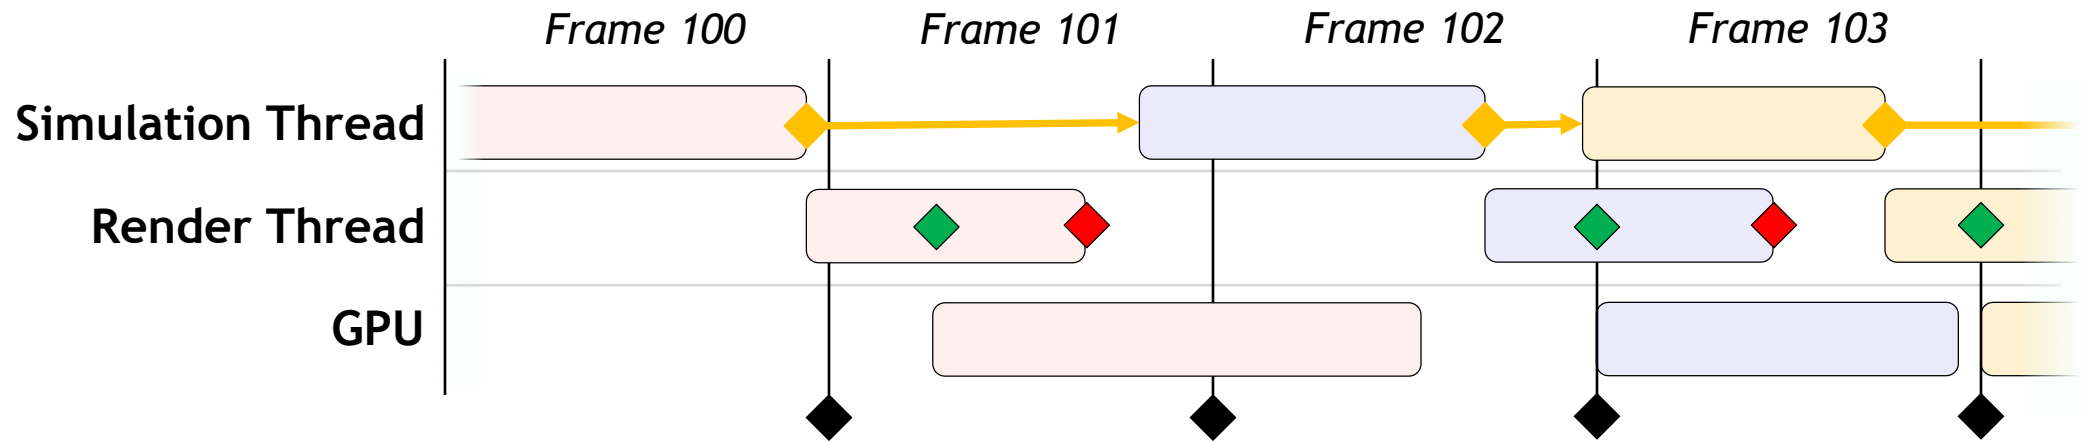 Frame 100
Frame 101
Frame 102
Frame 103
Simulation Thread
Render Thread
GPU